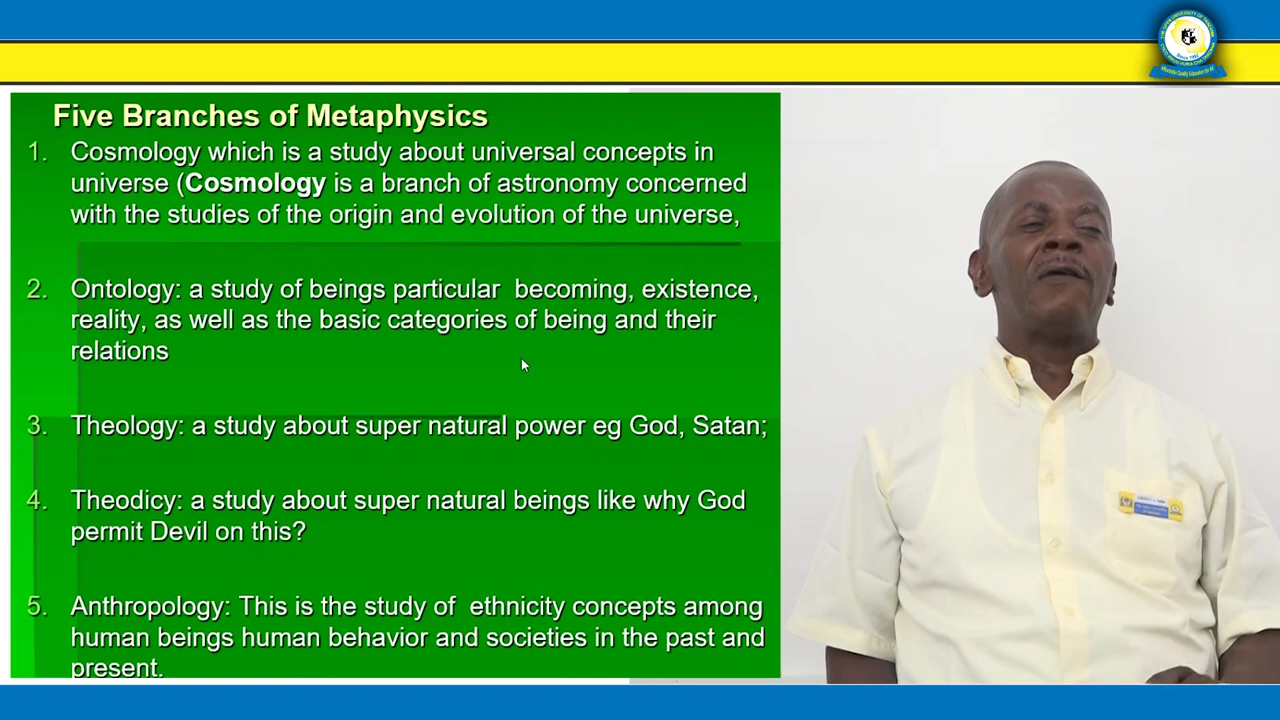 Five Branches of Metaphysics
1. Cosmology which is a study about universal concepts in
universe (Cosmology is a branch of astronomy concerned
with the studies of the origin and evolution of the universe,
2. Ontology: a study of beings particular becoming, existence,
reality, as well as the basic categories of being and their
relations
3. Theology: a study about super natural power eg God, Satan;
4. Theodicy: a study about super natural beings like why God
permit Devil on this?
5. Anthropology: This is the study of ethnicity concepts among
human beings human behavior and societies in the past and
present.